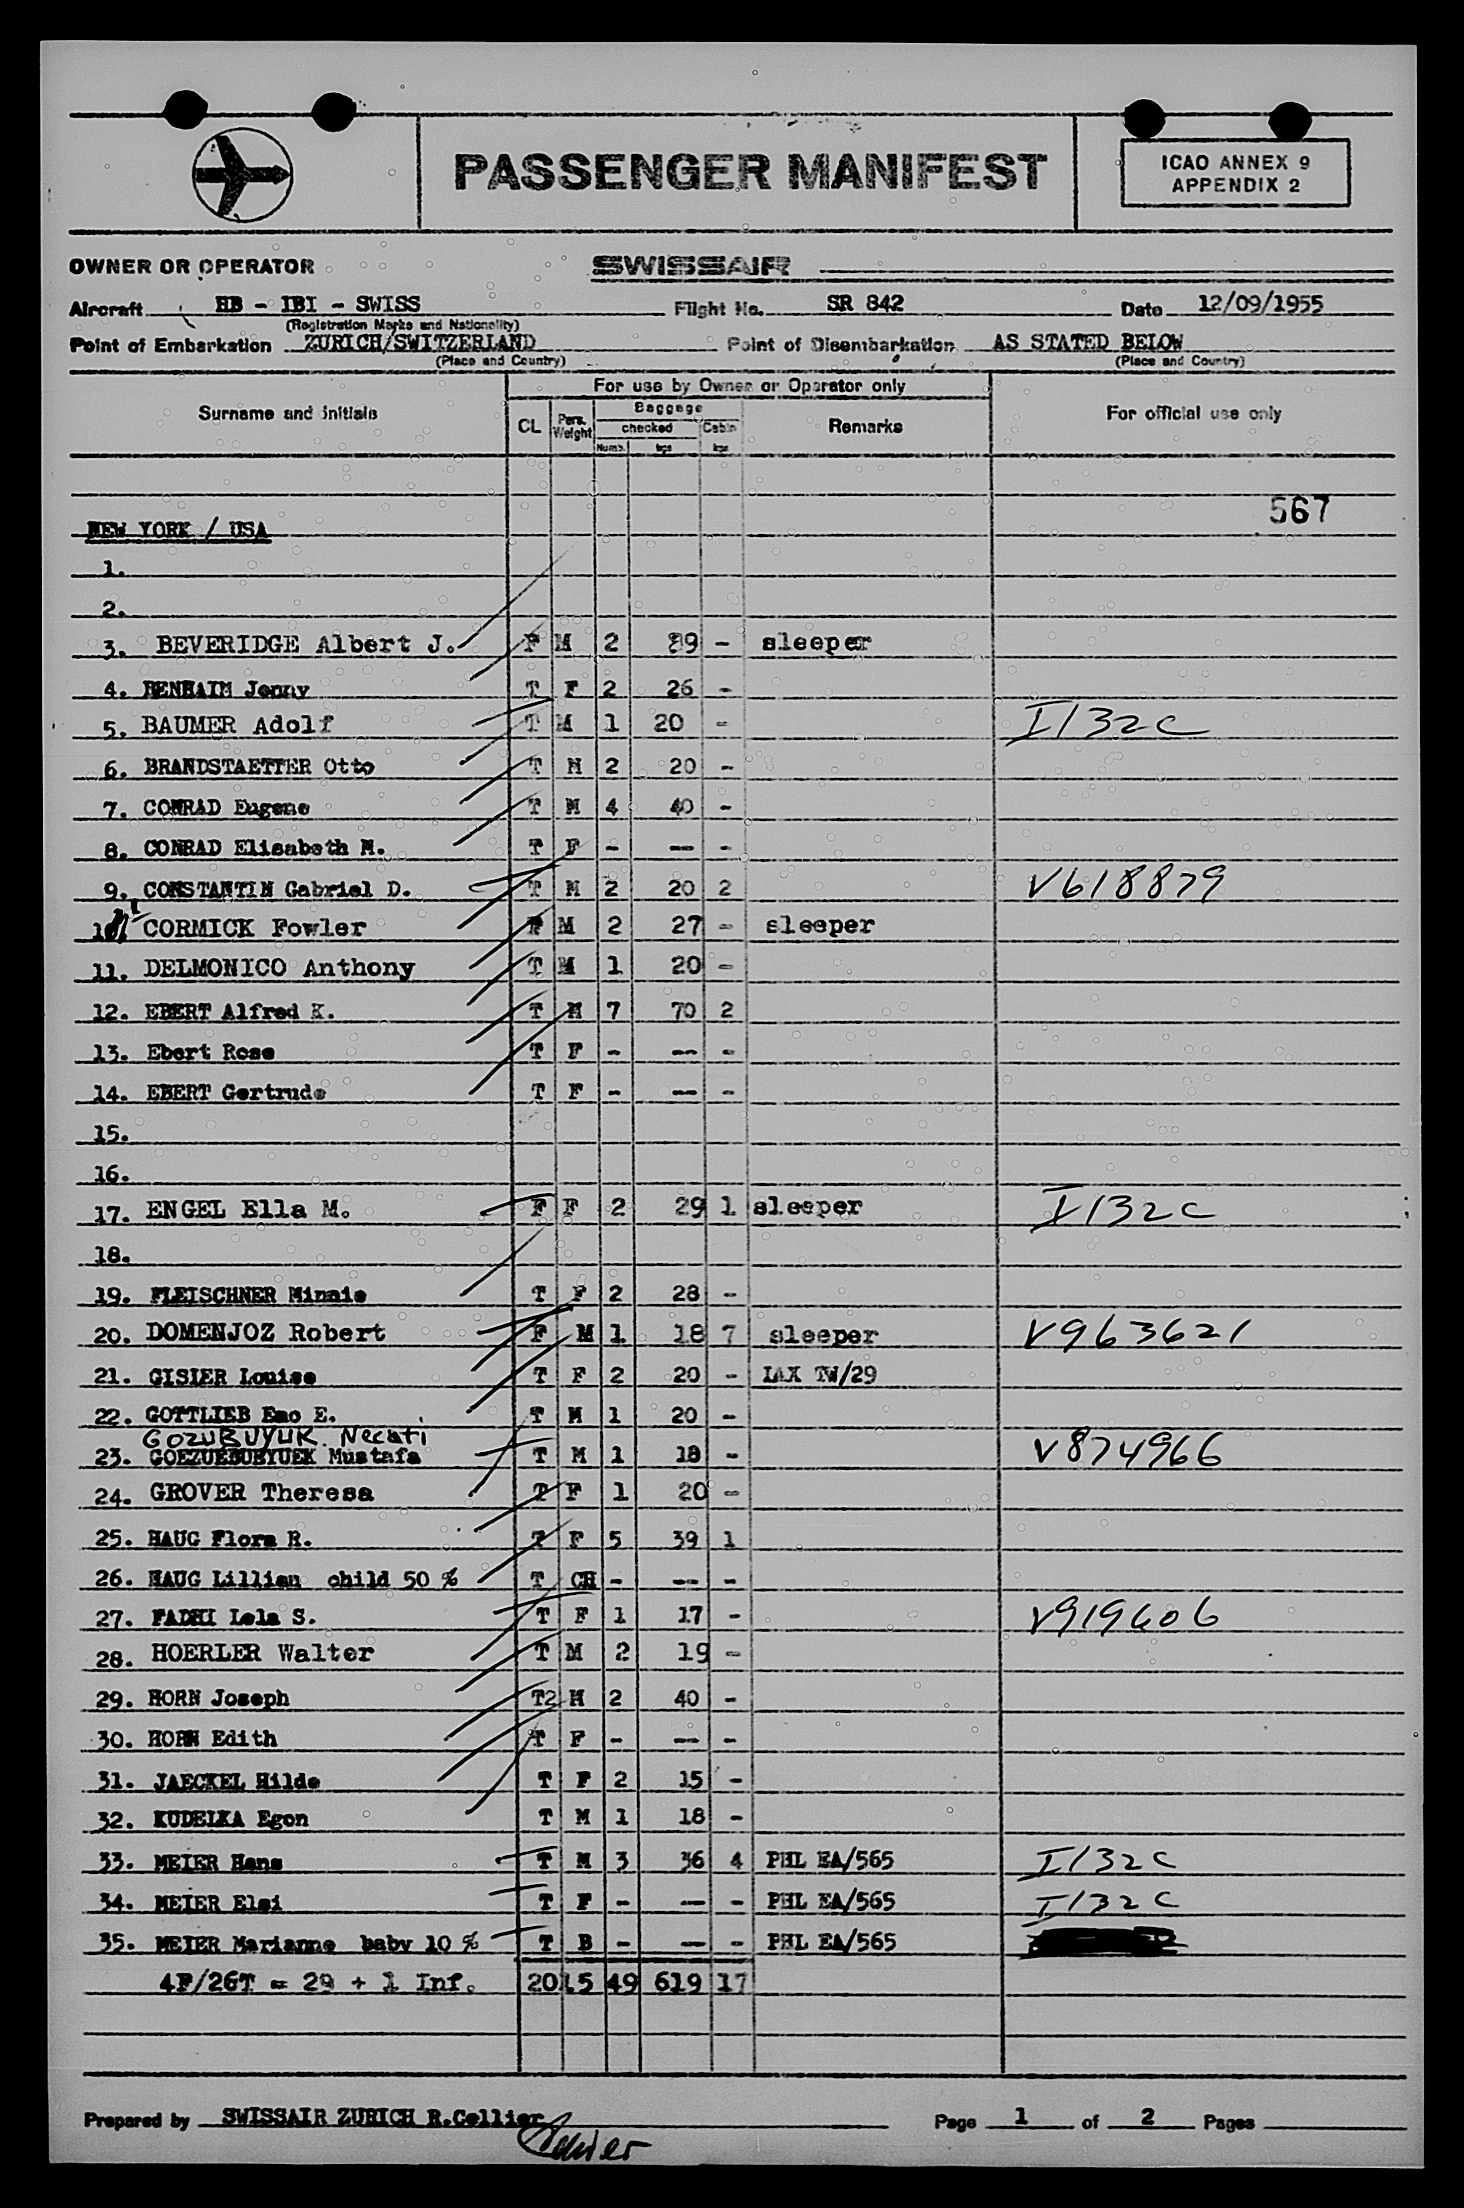 PASSENGER MANIFEST
ICAO ANNEX 9
APPENDIX 2
OWNER OR OPERATOR SWISSAIR
Aircraft HB - IBI - SWISS Flight No. SR 842 Date 12/09/1955
(Registration Marks and Nationality)
Point of Embarkation ZURICH/SWITZERLAND Point of Disembarkation AS STATED BELOW
(Place and Country) (Place and Country)
For use by Owner or Operator only
Surname and initials CL Pers. Weight Baggage checked Numb. kgs Cabin kgs Remarks For official use only
567
NEW YORK / USA
1.
2.
3. BEVERIDGE Albert J. F M 2 39 - sleeper
4. BENHAIM Jenny T F 2 26 -
5. BAUMER Adolf T M 1 20 - I132C
6. BRANDSTAETTER Otto T M 2 20 -
7. CONRAD Eugene T M 4 40 -
8. CONRAD Elisabeth M. T F - -- -
9. CONSTANTIN Gabriel D. T M 2 20 2 V618879
CORMICK Fowler F M 2 27 - sleeper
11. DELMONICO Anthony T M 1 20 -
12. EBERT Alfred K. T M 7 70 2
13. Ebert Rose T F - -- -
14. EBERT Gertrude T F - -- -
15.
16.
17. ENGEL Ella M. F F 2 29 1 sleeper I132C
18.
19. FLEISCHNER Minnie T F 2 28 -
20. DOMENJOZ Robert F M 1 18 7 sleeper V963621
21. GISIER Louise T F 2 20 - LAX TW/29
22. GOTTLIEB Eno E. T M 1 20 -
GOZUBUYUK Necati
23. GOEZUEBUEYUEK Mustafa T M 1 18 - V874966
24. GROVER Theresa T F 1 20 -
25. HAUG Flora R. T F 5 39 1
26. HAUG Lillian child 50 % T CH - -- -
27. FADHI Lela S. T F 1 17 - V919606
28. HOERLER Walter T M 2 19 -
29. HORN Joseph T2 M 2 40 -
30. HORN Edith T F - -- -
31. JAECKEL Hilde T F 2 15 -
32. KUDELKA Egon T M 1 18 -
33. MEIER Hans T M 3 36 4 PHL EA/565 I132C
34. MEIER Elsi T F - -- - PHL EA/565 I132C
35. MEIER Marianne baby 10 % T B - -- - PHL EA/565
4F/26T = 29 + 1 Inf. 20 15 49 619 17
Prepared by SWISSAIR ZURICH R.Cellier Page 1 of 2 Pages
Cellier